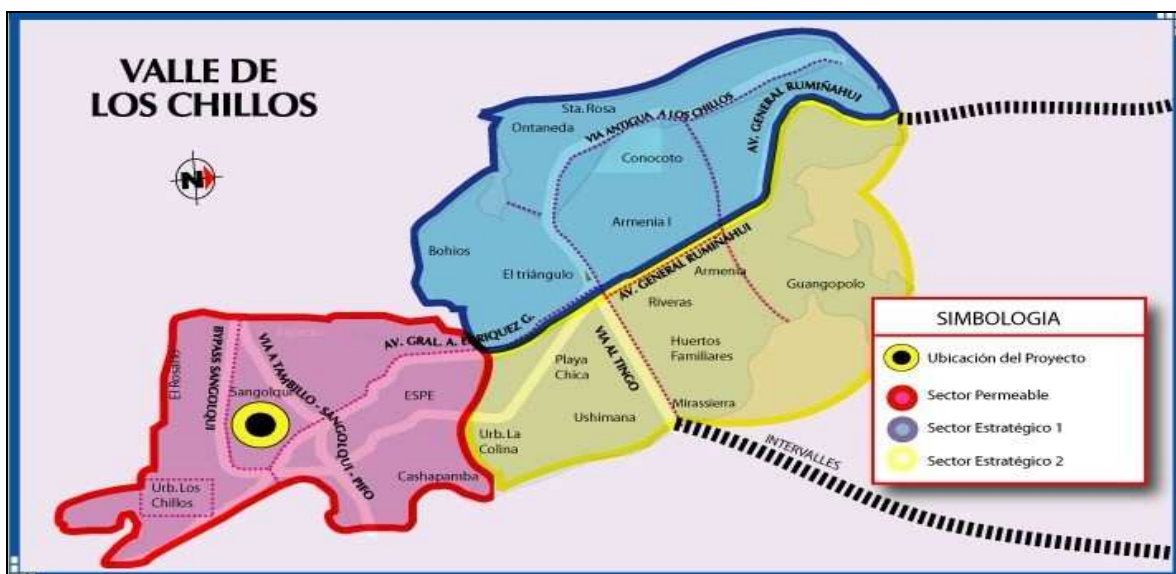 VALLE DE
LOS CHILLOS
N
Sta. Rosa
Ontaneda
VIA ANTIGUA A LOS CHILLOS
AV. GENERAL RUMIÑAHUI
Conocoto
Armenia I
Bohios
El triángulo
AV. GENERAL RUMIÑAHUI
Armenia
Guangopolo
Riveras
AV. GRAL. A. ENRIQUEZ G.
VIA AL TINGO
Huertos
Familiares
Playa
Chica
Mirassierra
Ushimana
Urb. La
Colina
INTERVALLES
El Rosario
BYPASS SANGOLQUI
VIA A TAMBILLO - SANGOLQUI - PIFO
Sangolqui
ESPE
Cashapamba
Urb. Los
Chillos
SIMBOLOGIA
Ubicación del Proyecto
Sector Permeable
Sector Estratégico 1
Sector Estratégico 2